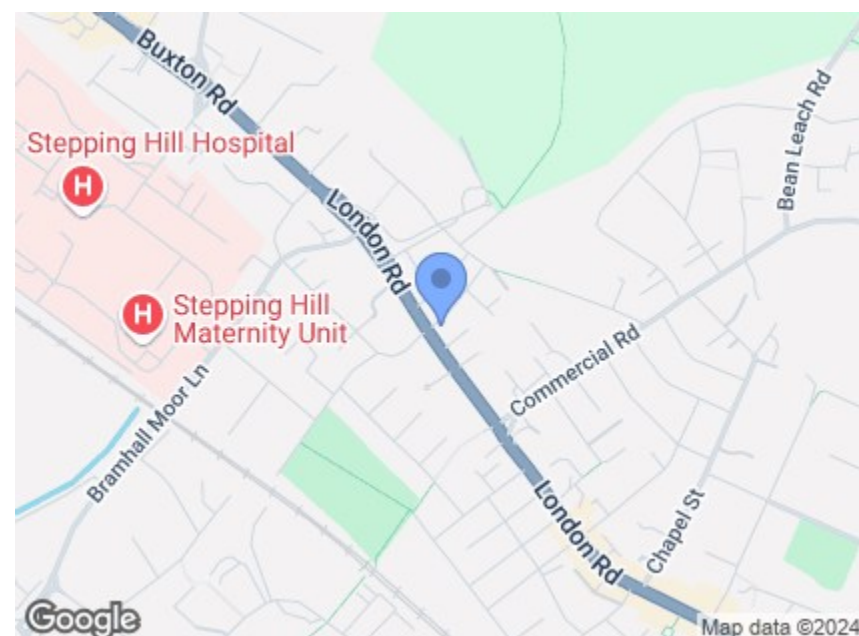 Buxton Rd
Bean Leach Rd
Stepping Hill Hospital
H
London Rd
H
Stepping Hill
Maternity Unit
Commercial Rd
Bramhall Moor Ln
London Rd
Chapel St
Google
Map data ©2024